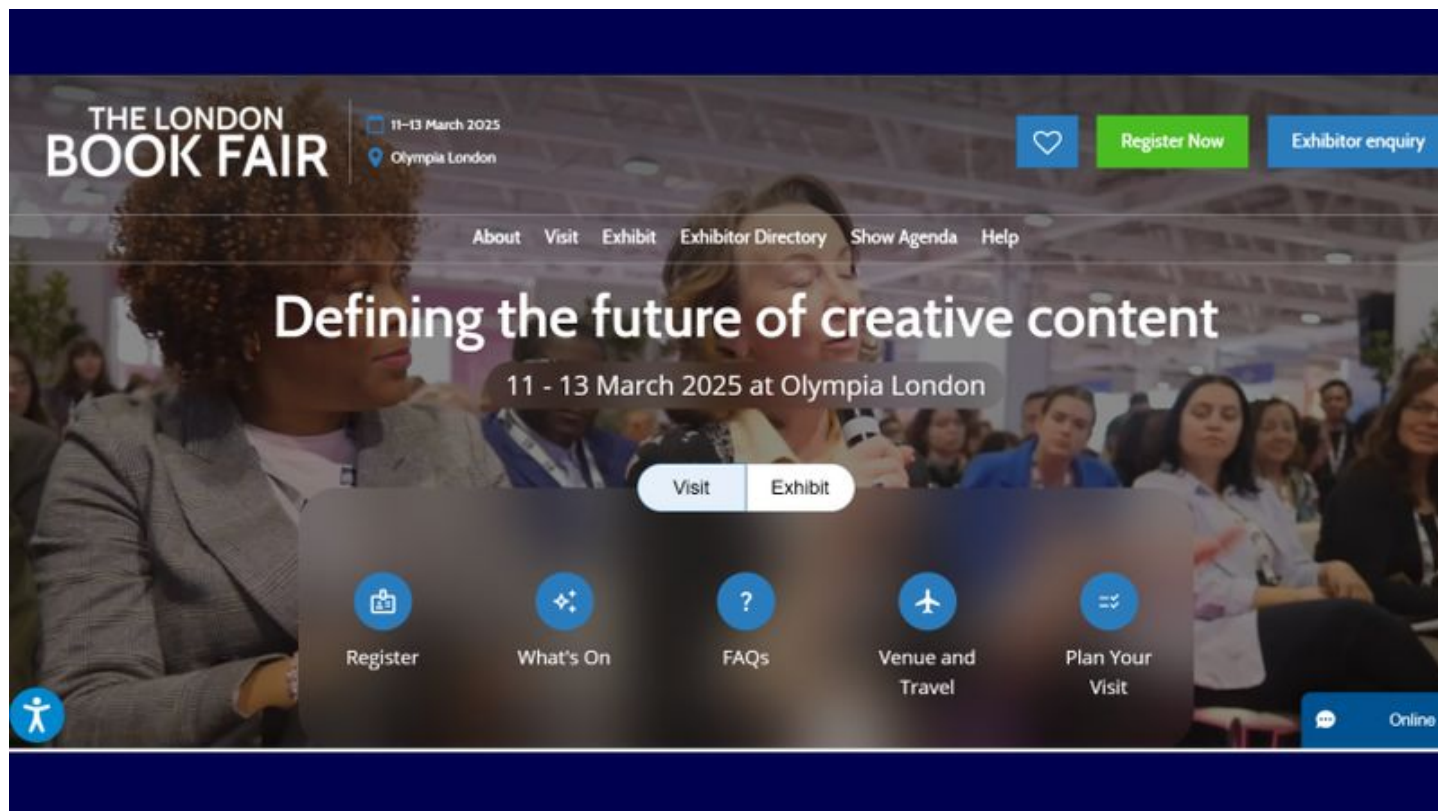 THE LONDON
BOOK FAIR
11–13 March 2025
Olympia London
Register Now
Exhibitor enquiry
About Visit Exhibit Exhibitor Directory Show Agenda Help
Defining the future of creative content
11 - 13 March 2025 at Olympia London
Visit Exhibit
Register
What's On
?
FAQs
Venue and
Travel
Plan Your
Visit
Online